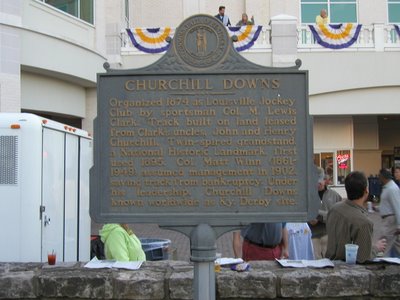 CHURCHILL DOWNS
Organized 1874 as Louisville Jockey
Club by sportsman Col. M. Lewis
Clark. Track built on land leased
from Clark's uncles, John and Henry
Churchill. Twin-spired grandstand,
a National Historic Landmark, first
used 1895. Col. Matt Winn (1861-
1949) assumed management in 1902,
saving track from bankruptcy. Under
his leadership, Churchill Downs
known worldwide as Ky. Derby site.